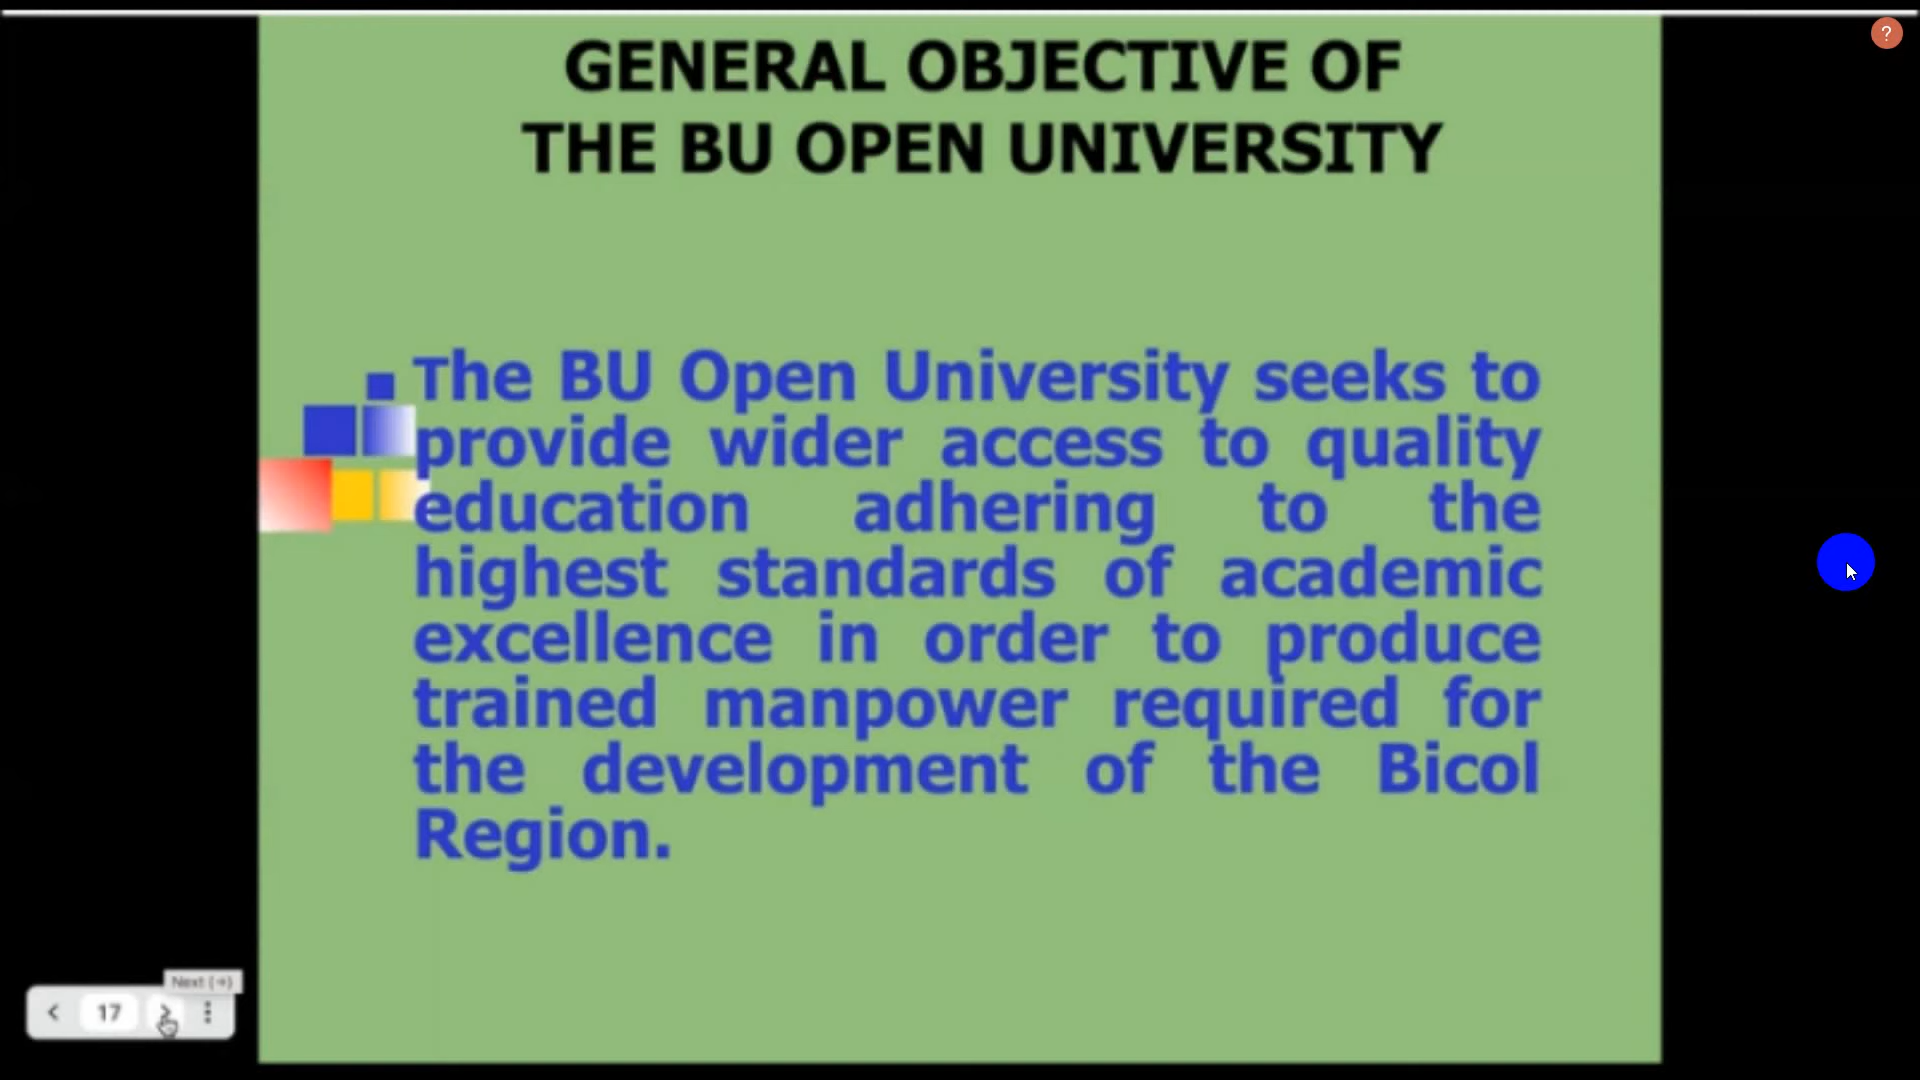 GENERAL OBJECTIVE OF
THE BU OPEN UNIVERSITY
The BU Open University seeks to
provide wider access to quality
education adhering to the
highest standards of academic
excellence in order to produce
trained manpower required for
the development of the Bicol
Region.
Next (→)
17
?